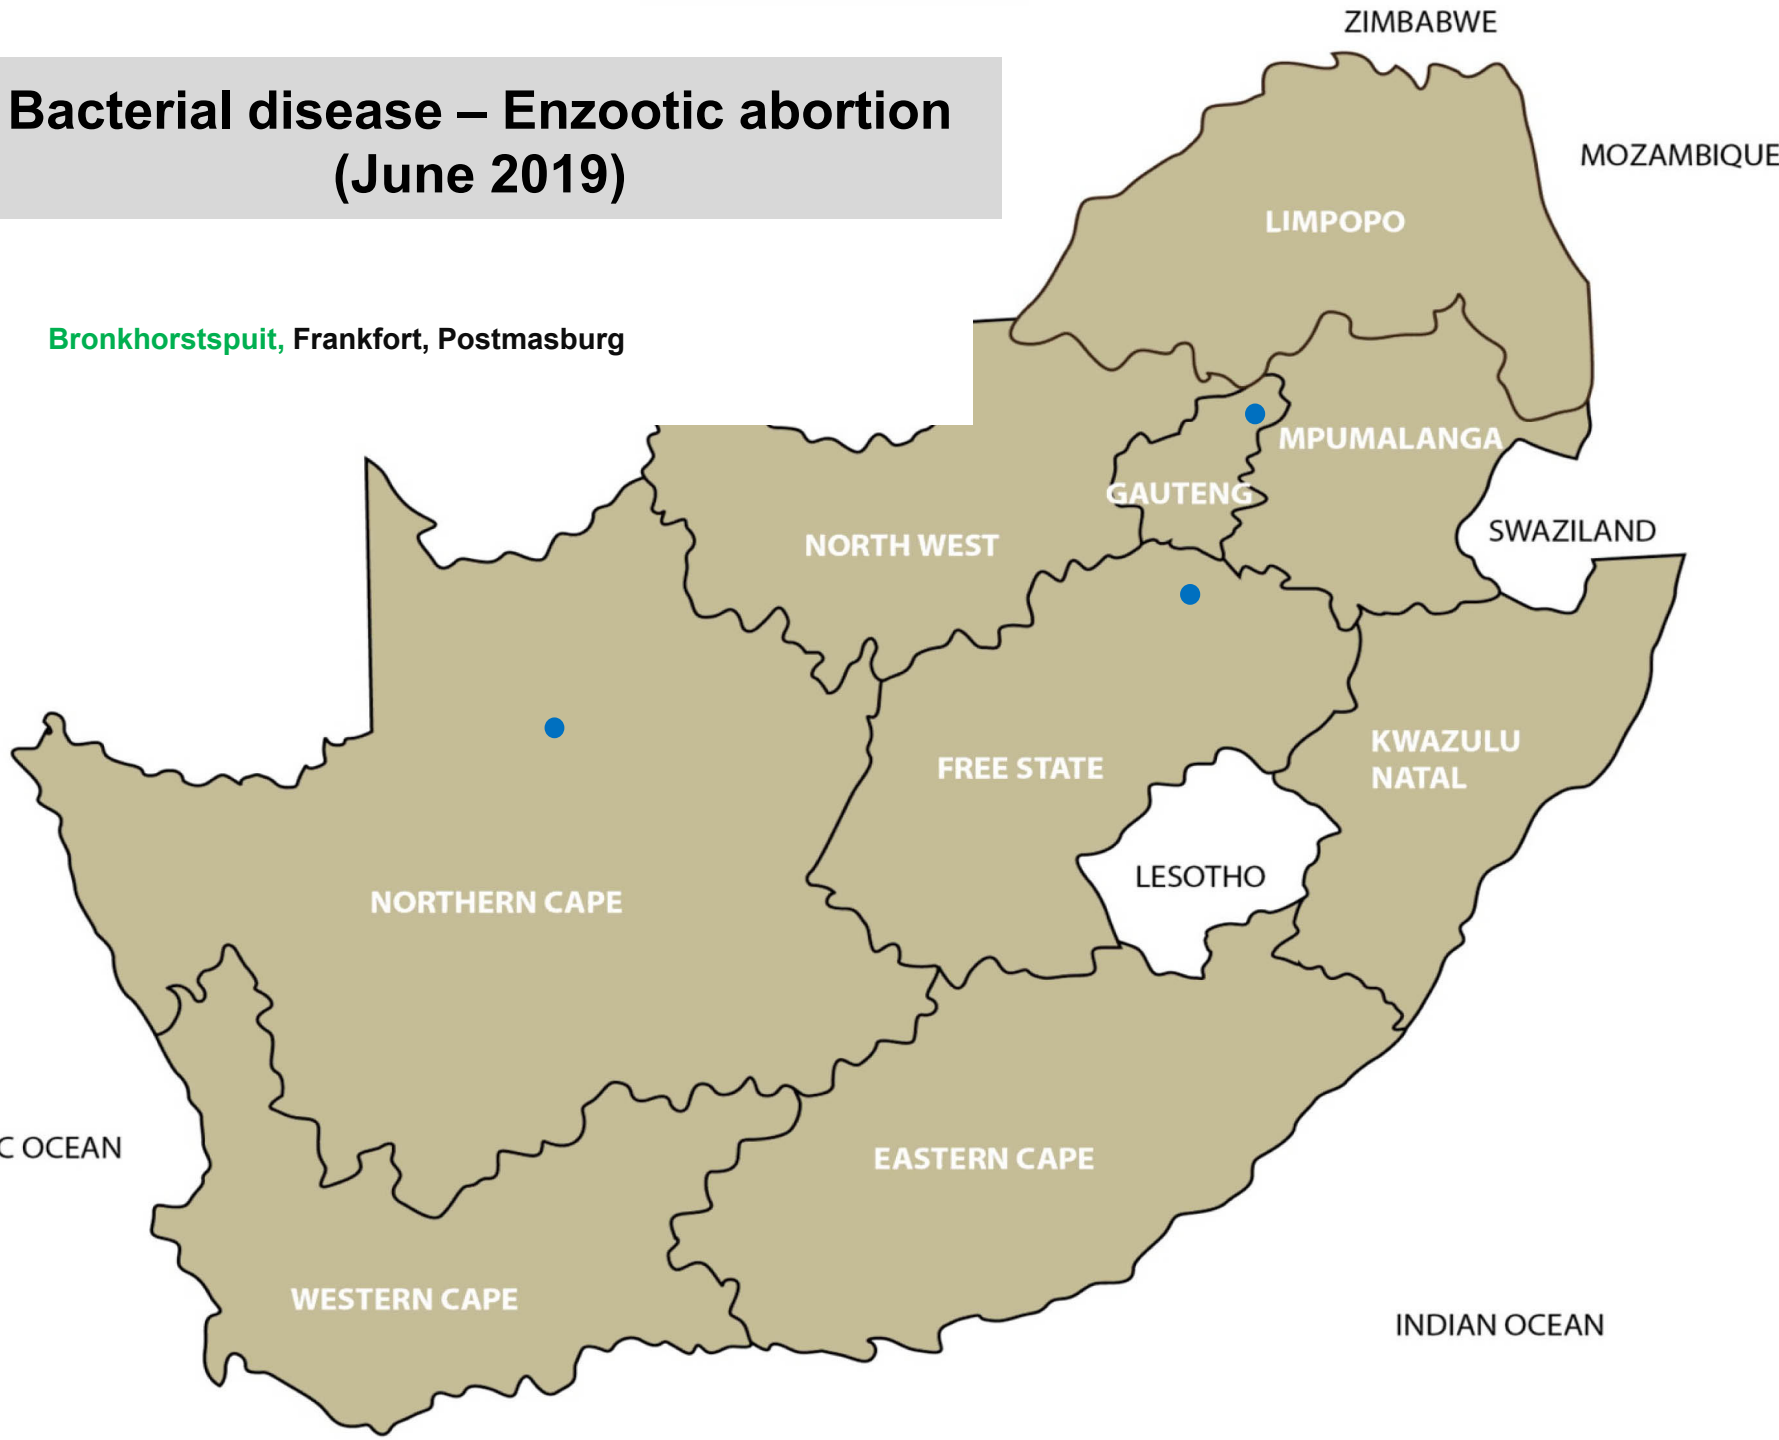 ZIMBABWE
Bacterial disease – Enzootic abortion
(June 2019)
MOZAMBIQUE
LIMPOPO
Bronkhorstspuit, Frankfort, Postmasburg
MPUMALANGA
GAUTENG
SWAZILAND
NORTH WEST
KWAZULU
NATAL
FREE STATE
LESOTHO
NORTHERN CAPE
C OCEAN
EASTERN CAPE
WESTERN CAPE
INDIAN OCEAN